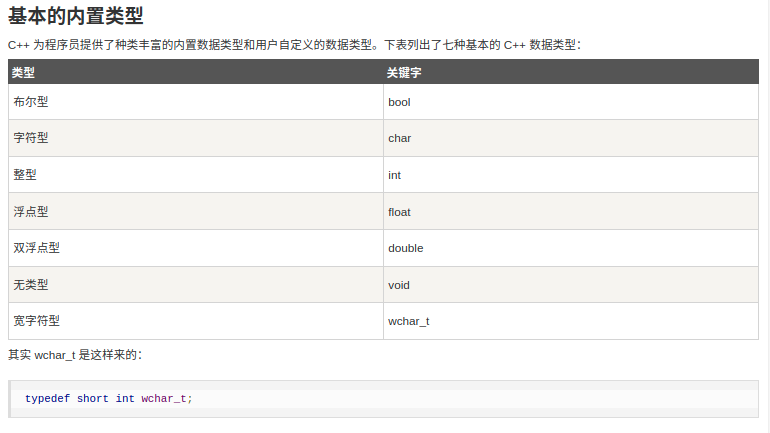 基本的内置类型
C++ 为程序员提供了种类丰富的内置数据类型和用户自定义的数据类型。下表列出了七种基本的 C++ 数据类型：
类型 关键字
布尔型 bool
字符型 char
整型 int
浮点型 float
双浮点型 double
无类型 void
宽字符型 wchar_t
其实 wchar_t 是这样来的：
typedef short int wchar_t;